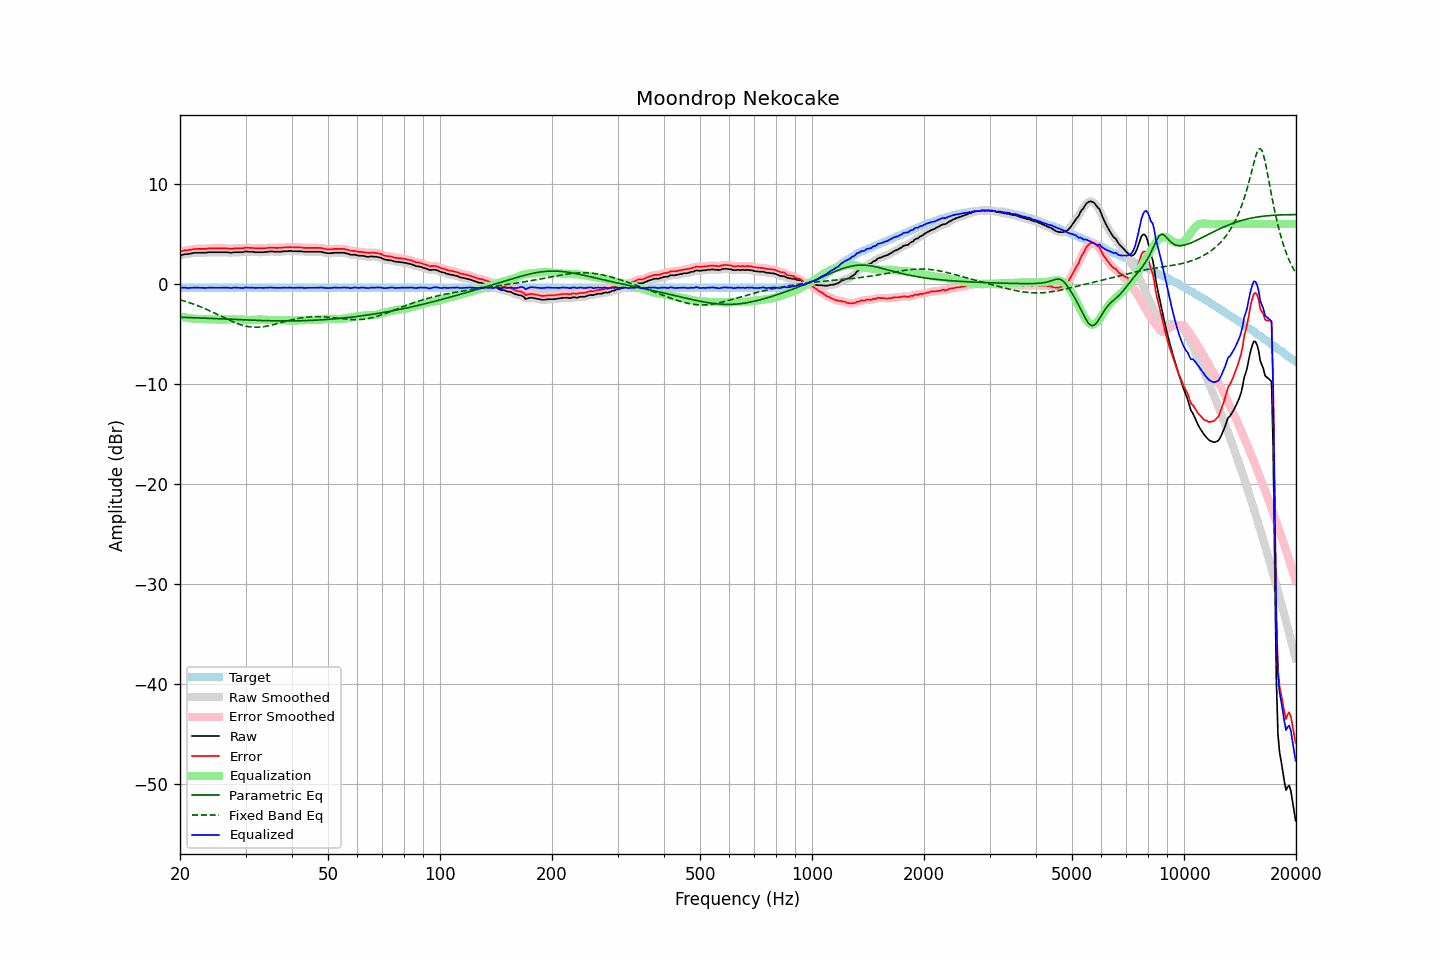 Moondrop Nekocake
Amplitude (dBr)
10
0
−10
−20
−30
−40
−50
Target
Raw Smoothed
Error Smoothed
Raw
Error
Equalization
Parametric Eq
Fixed Band Eq
Equalized
20 50 100 200 500 1000 2000 5000 10000 20000
Frequency (Hz)